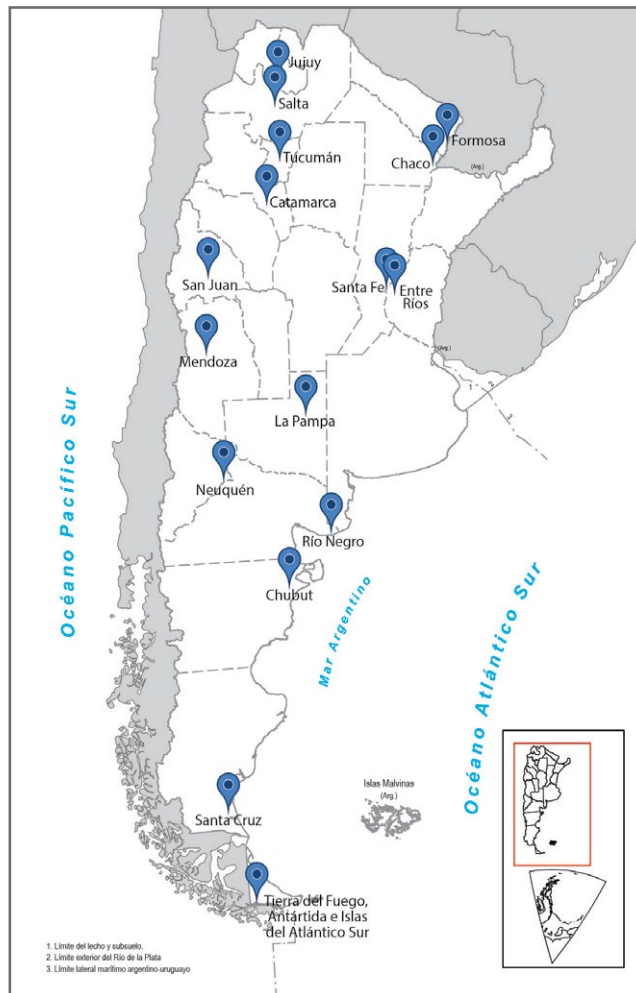 Jujuy
Salta
Formosa
Tucumán
Chaco
(Arg.)
Catamarca
San Juan
Santa Fe
Entre
Ríos
Mendoza
(Arg.)
1
2
3
La Pampa
Océano Pacífico Sur
Neuquén
Río Negro
Chubut
Mar Argentino
Océano Atlántico Sur
Islas Malvinas
(Arg.)
Santa Cruz
Tierra del Fuego,
Antártida e Islas
del Atlántico Sur
1. Límite del lecho y subsuelo.
2. Límite exterior del Río de la Plata
3. Límite lateral marítimo argentino-uruguayo